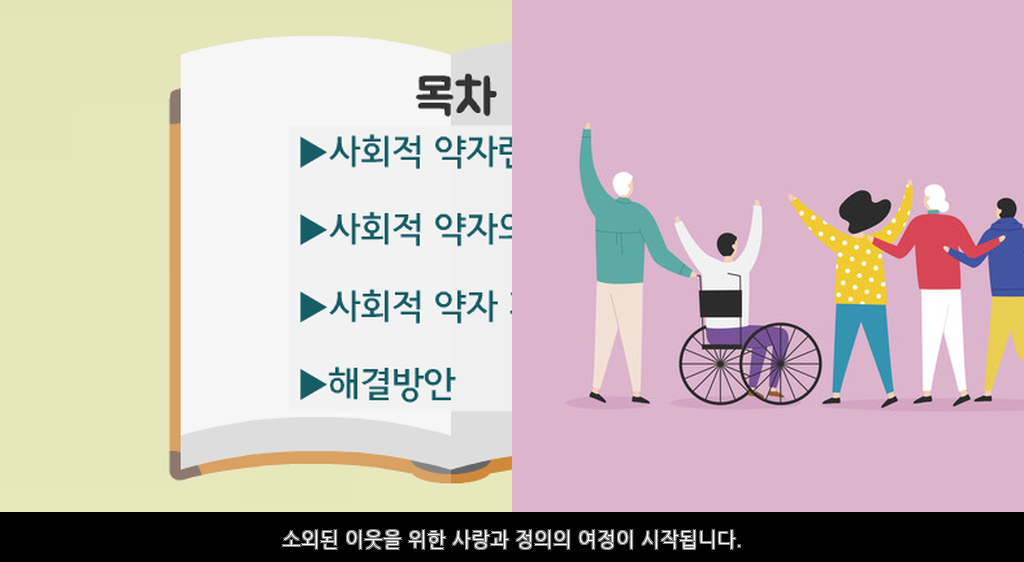 목차
▶사회적 약자란
▶사회적 약자의
▶사회적 약자
▶해결방안
소외된 이웃을 위한 사랑과 정의의 여정이 시작됩니다.